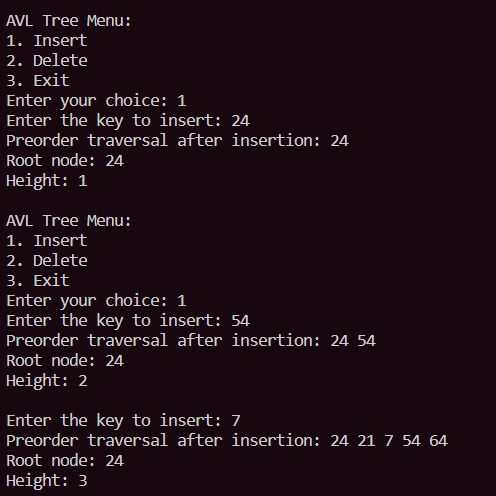 AVL Tree Menu:
1. Insert
2. Delete
3. Exit
Enter your choice: 1
Enter the key to insert: 24
Preorder traversal after insertion: 24
Root node: 24
Height: 1
AVL Tree Menu:
1. Insert
2. Delete
3. Exit
Enter your choice: 1
Enter the key to insert: 54
Preorder traversal after insertion: 24 54
Root node: 24
Height: 2
Enter the key to insert: 7
Preorder traversal after insertion: 24 21 7 54 64
Root node: 24
Height: 3